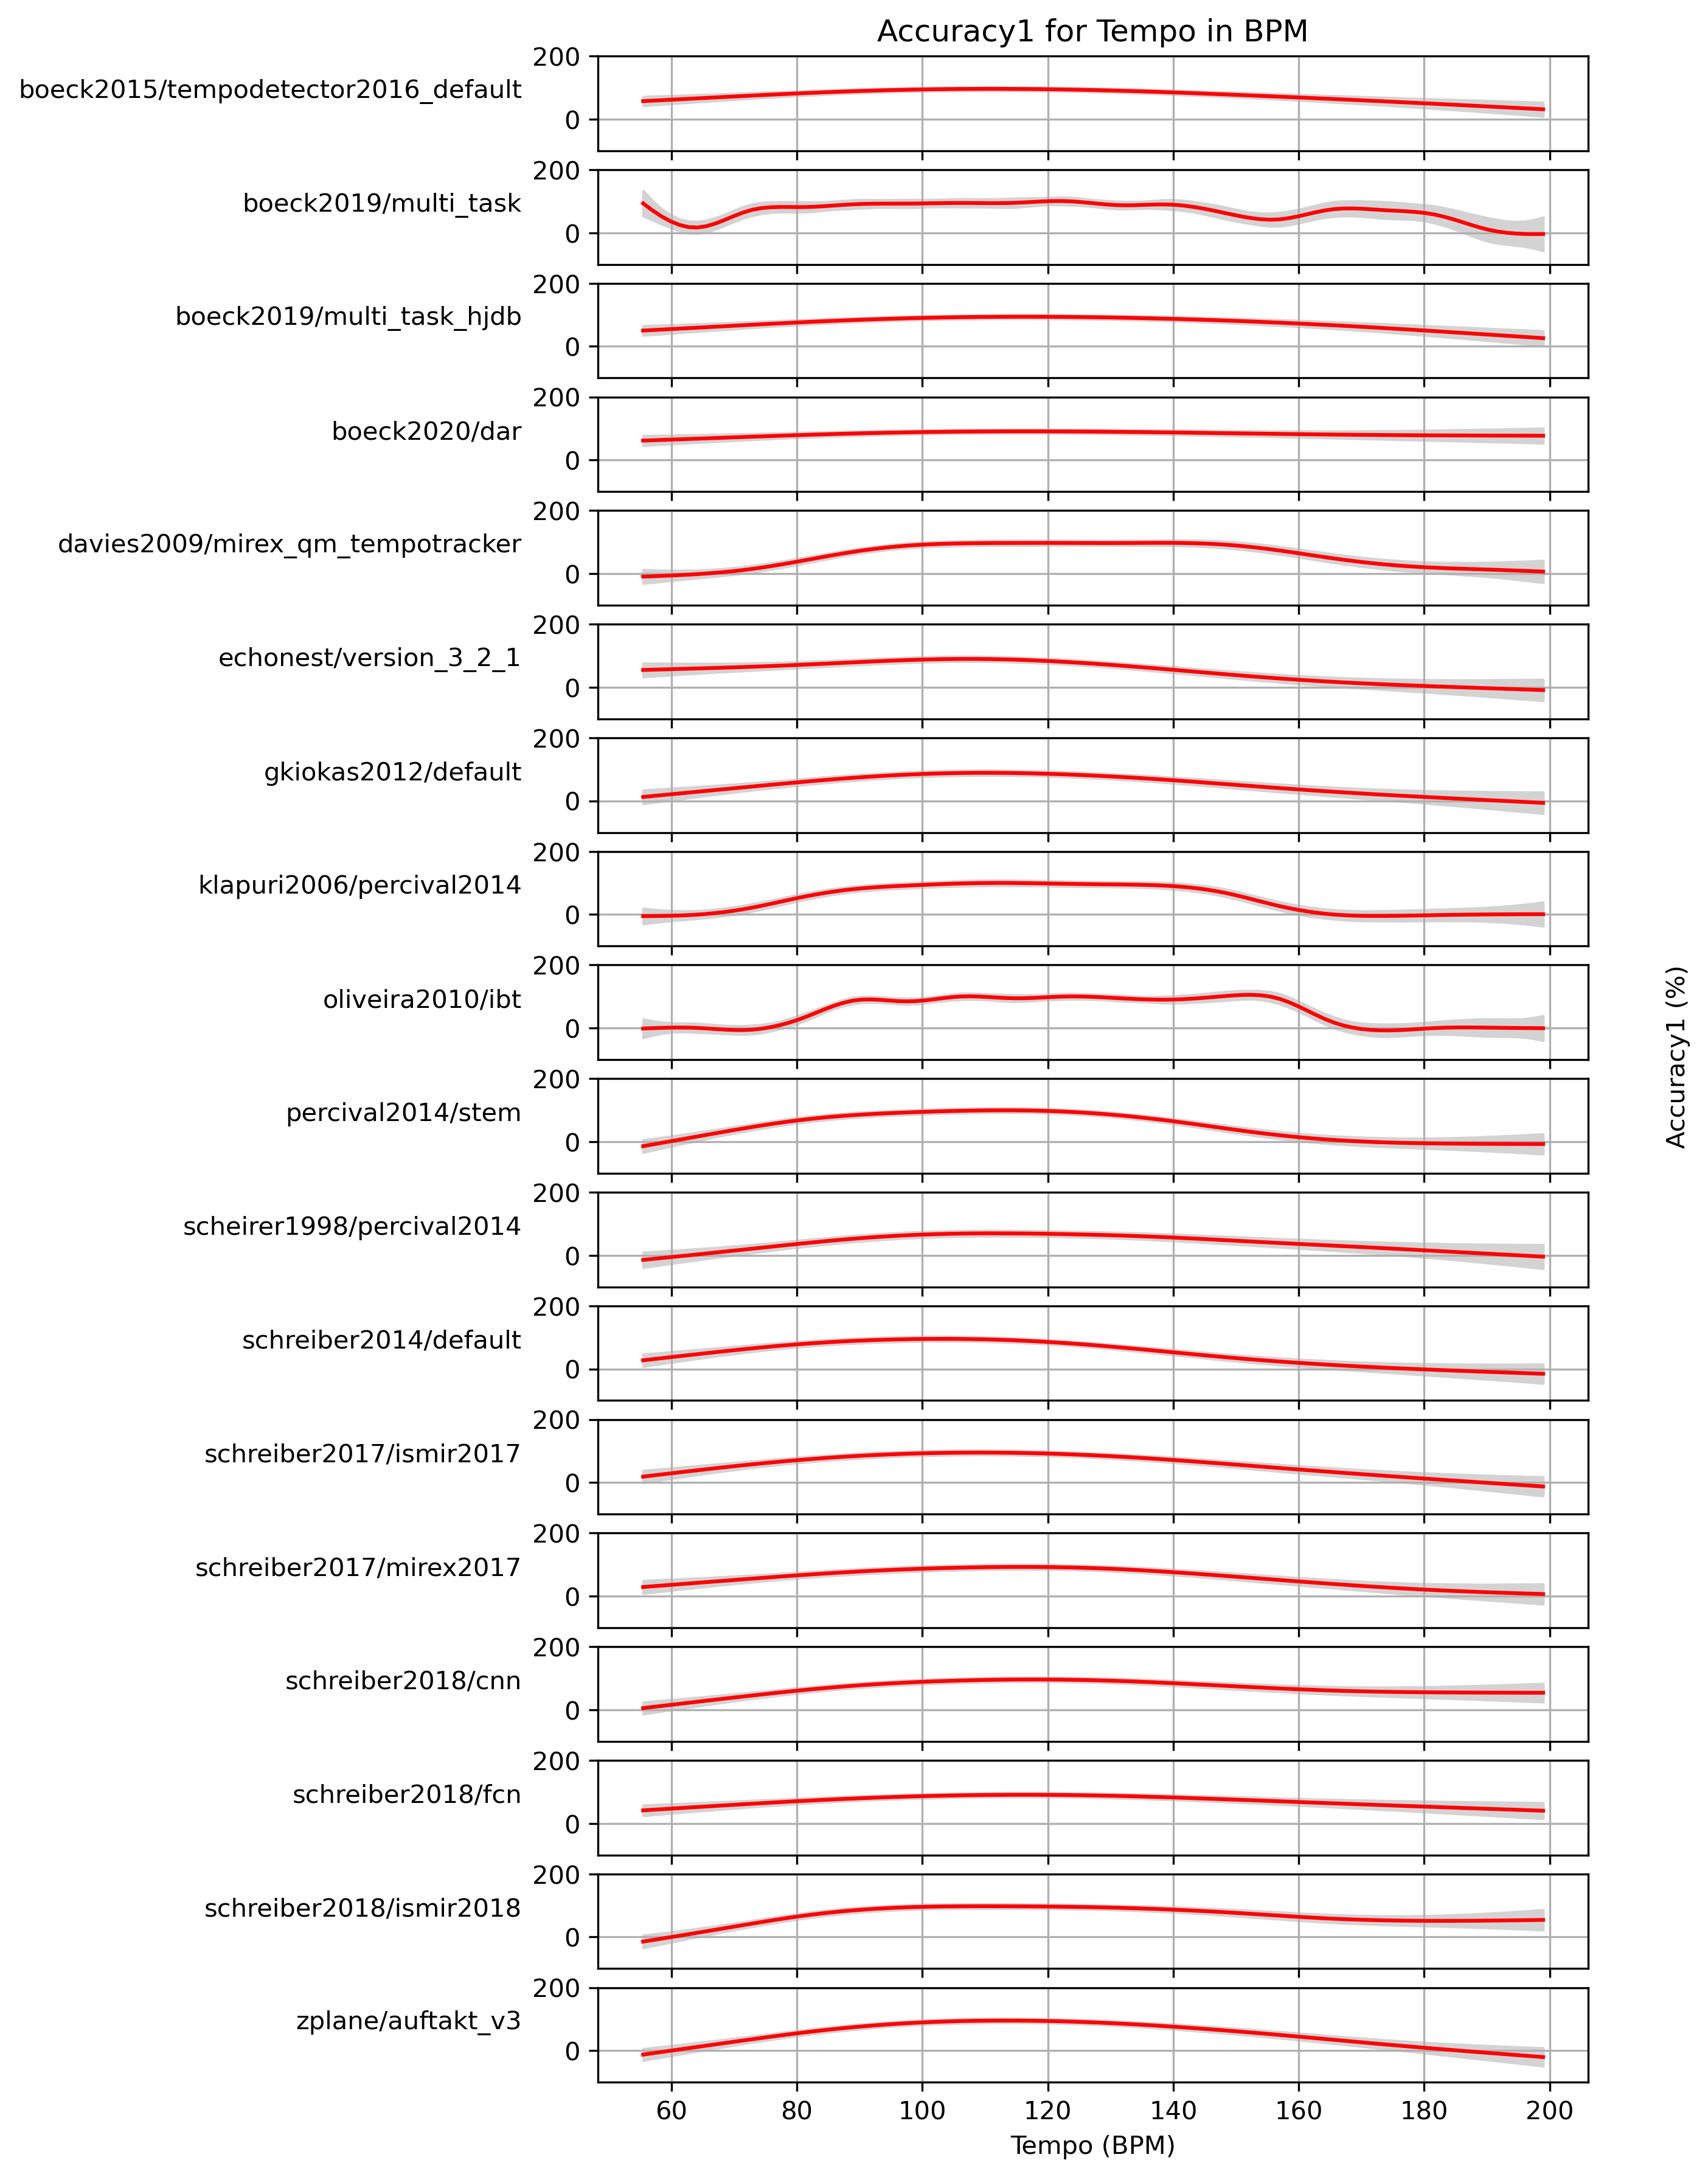 Accuracy1 for Tempo in BPM
boeck2015/tempodetector2016_default
200
0
boeck2019/multi_task
200
0
boeck2019/multi_task_hjdb
200
0
boeck2020/dar
200
0
davies2009/mirex_qm_tempotracker
200
0
echonest/version_3_2_1
200
0
gkiokas2012/default
200
0
klapuri2006/percival2014
200
0
oliveira2010/ibt
200
0
percival2014/stem
200
0
scheirer1998/percival2014
200
0
schreiber2014/default
200
0
schreiber2017/ismir2017
200
0
schreiber2017/mirex2017
200
0
schreiber2018/cnn
200
0
schreiber2018/fcn
200
0
schreiber2018/ismir2018
200
0
zplane/auftakt_v3
200
0
60 80 100 120 140 160 180 200
Tempo (BPM)
Accuracy1 (%)